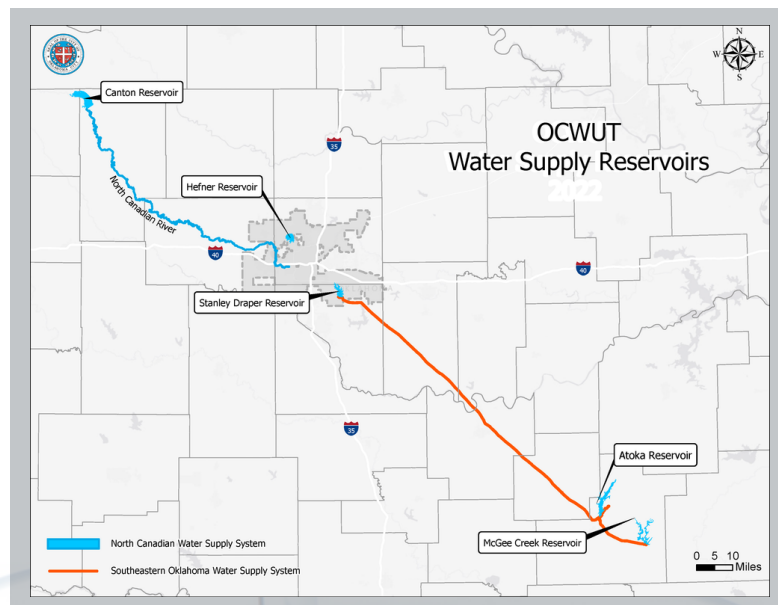 N
W E
S
Canton Reservoir
OCWUT
Water Supply Reservoirs
2022
35
Hefner Reservoir
North Canadian River
40
40
Stanley Draper Reservoir
35
Atoka Reservoir
McGee Creek Reservoir
North Canadian Water Supply System
Southeastern Oklahoma Water Supply System
0 5 10
Miles